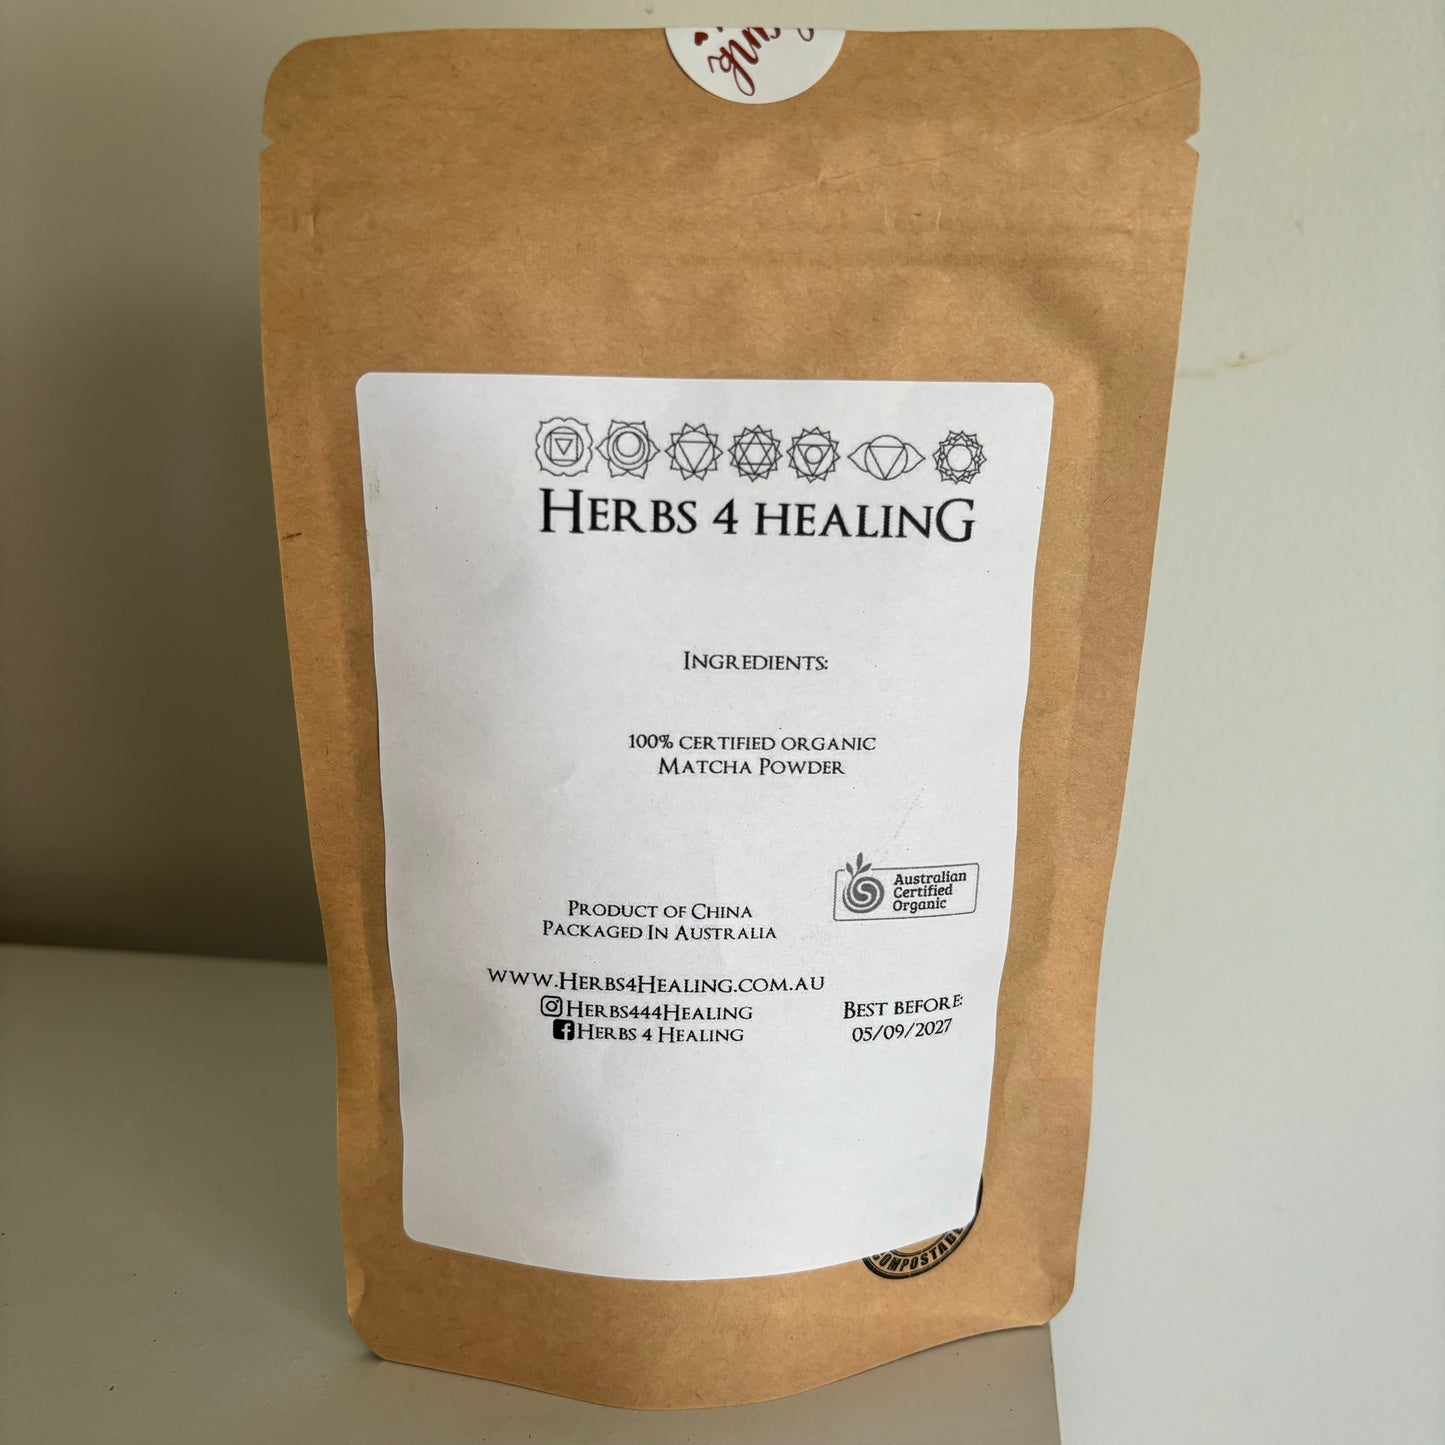 HERBS 4 HEALING
INGREDIENTS:
100% CERTIFIED ORGANIC
MATCHA POWDER
Australian
Certified
Organic
PRODUCT OF CHINA
PACKAGED IN AUSTRALIA
WWW.HERBS4HEALING.COM.AU
HERBS444HEALING
HERBS 4 HEALING
BEST BEFORE:
05/09/2027
COMPOSTABLE